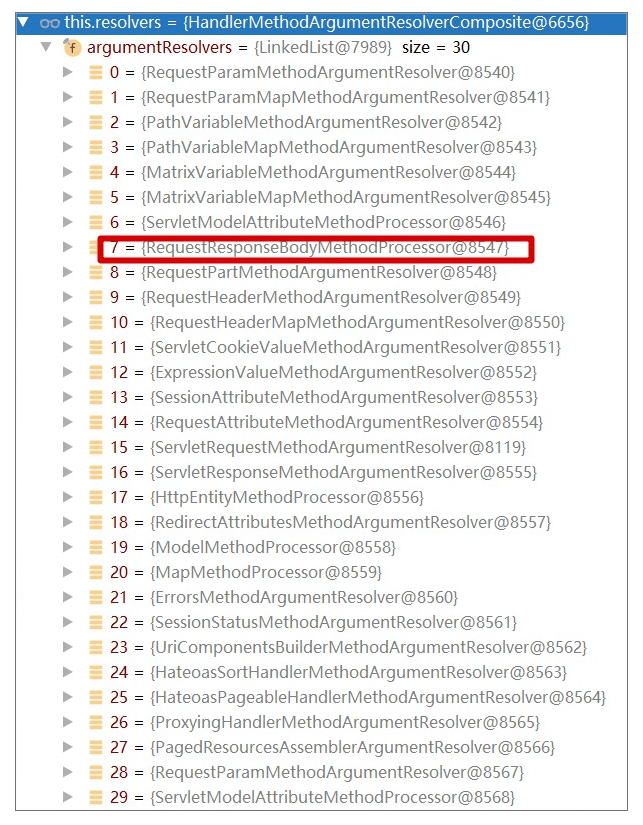 this.resolvers = {HandlerMethodArgumentResolverComposite@6656}
f argumentResolvers = {LinkedList@7989} size = 30
0 = {RequestParamMethodArgumentResolver@8540}
1 = {RequestParamMapMethodArgumentResolver@8541}
2 = {PathVariableMethodArgumentResolver@8542}
3 = {PathVariableMapMethodArgumentResolver@8543}
4 = {MatrixVariableMethodArgumentResolver@8544}
5 = {MatrixVariableMapMethodArgumentResolver@8545}
6 = {ServletModelAttributeMethodProcessor@8546}
7 = {RequestResponseBodyMethodProcessor@8547}
8 = {RequestPartMethodArgumentResolver@8548}
9 = {RequestHeaderMethodArgumentResolver@8549}
10 = {RequestHeaderMapMethodArgumentResolver@8550}
11 = {ServletCookieValueMethodArgumentResolver@8551}
12 = {ExpressionValueMethodArgumentResolver@8552}
13 = {SessionAttributeMethodArgumentResolver@8553}
14 = {RequestAttributeMethodArgumentResolver@8554}
15 = {ServletRequestMethodArgumentResolver@8119}
16 = {ServletResponseMethodArgumentResolver@8555}
17 = {HttpEntityMethodProcessor@8556}
18 = {RedirectAttributesMethodArgumentResolver@8557}
19 = {ModelMethodProcessor@8558}
20 = {MapMethodProcessor@8559}
21 = {ErrorsMethodArgumentResolver@8560}
22 = {SessionStatusMethodArgumentResolver@8561}
23 = {UriComponentsBuilderMethodArgumentResolver@8562}
24 = {HateoasSortHandlerMethodArgumentResolver@8563}
25 = {HateoasPageableHandlerMethodArgumentResolver@8564}
26 = {ProxyingHandlerMethodArgumentResolver@8565}
27 = {PagedResourcesAssemblerArgumentResolver@8566}
28 = {RequestParamMethodArgumentResolver@8567}
29 = {ServletModelAttributeMethodProcessor@8568}